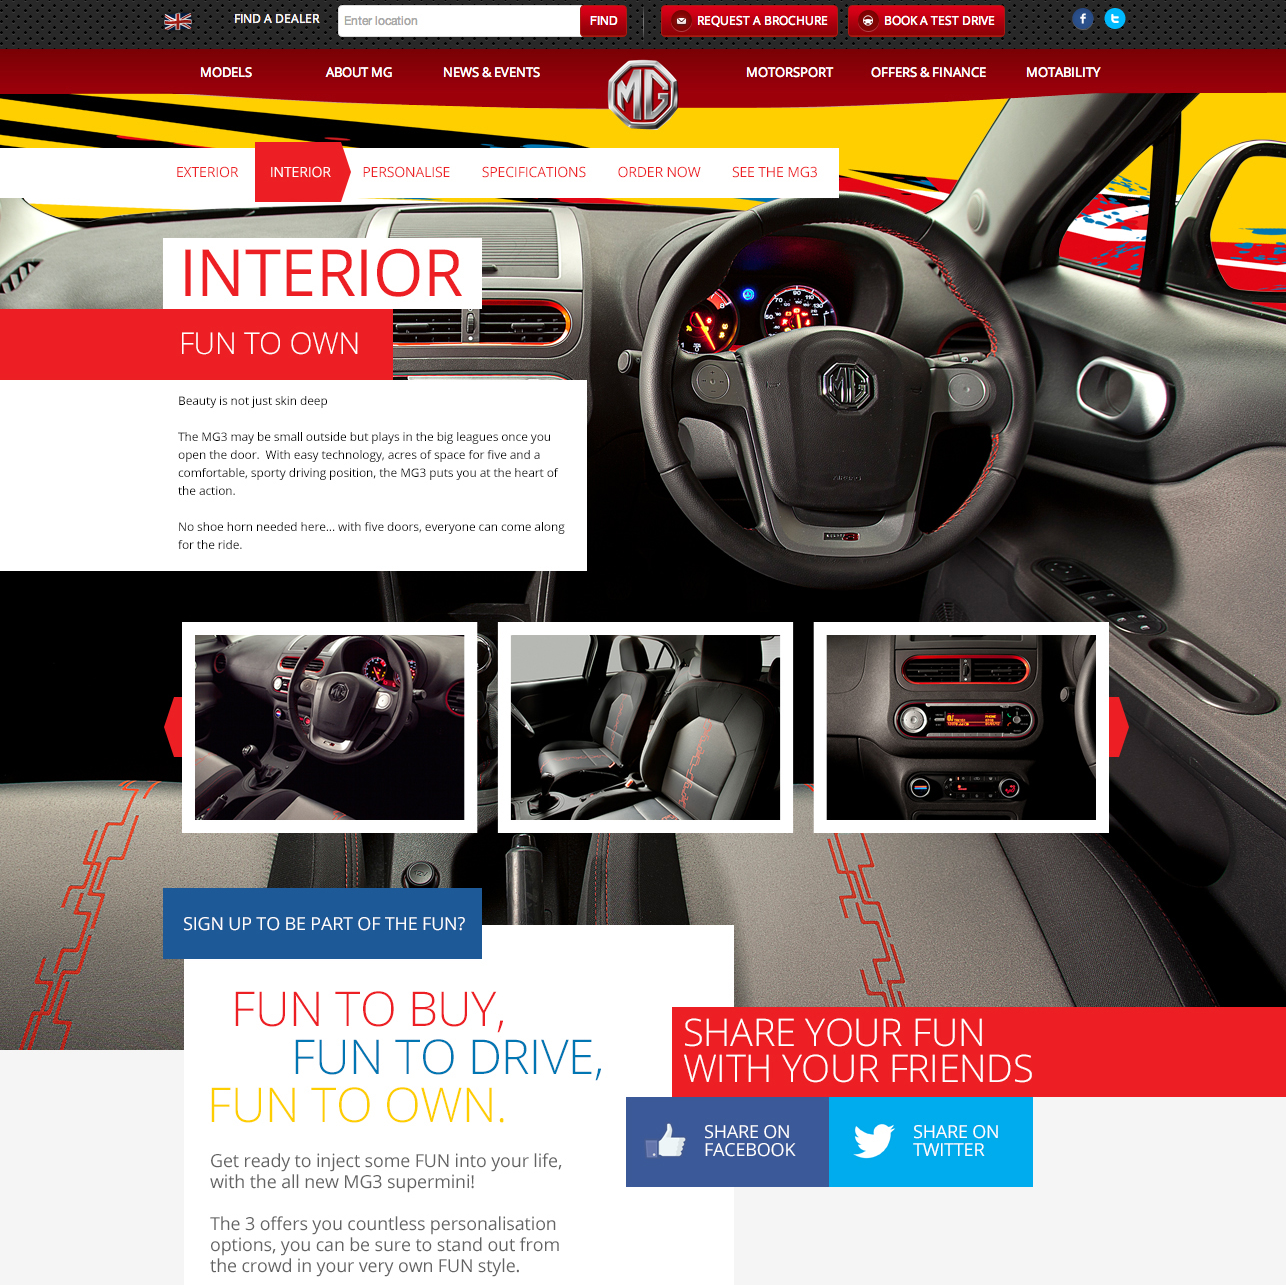 FIND A DEALER
Enter location
FIND
REQUEST A BROCHURE
BOOK A TEST DRIVE
MODELS
ABOUT MG
NEWS & EVENTS
MG
MOTORSPORT
OFFERS & FINANCE
MOTABILITY
EXTERIOR
INTERIOR
PERSONALISE
SPECIFICATIONS
ORDER NOW
SEE THE MG3
INTERIOR
FUN TO OWN
MG
Beauty is not just skin deep
The MG3 may be small outside but plays in the big leagues once you
open the door. With easy technology, acres of space for five and a
comfortable, sporty driving position, the MG3 puts you at the heart of
the action.
No shoe horn needed here... with five doors, everyone can come along
for the ride.
SIGN UP TO BE PART OF THE FUN?
FUN TO BUY,
FUN TO DRIVE,
FUN TO OWN.
Get ready to inject some FUN into your life,
with the all new MG3 supermini!
The 3 offers you countless personalisation
options, you can be sure to stand out from
the crowd in your very own FUN style.
SHARE YOUR FUN
WITH YOUR FRIENDS
SHARE ON
FACEBOOK
SHARE ON
TWITTER